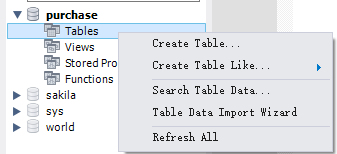 purchase
Tables
Views
Stored Pro
Functions
sakila
sys
world
Create Table...
Create Table Like...
Search Table Data...
Table Data Import Wizard
Refresh All